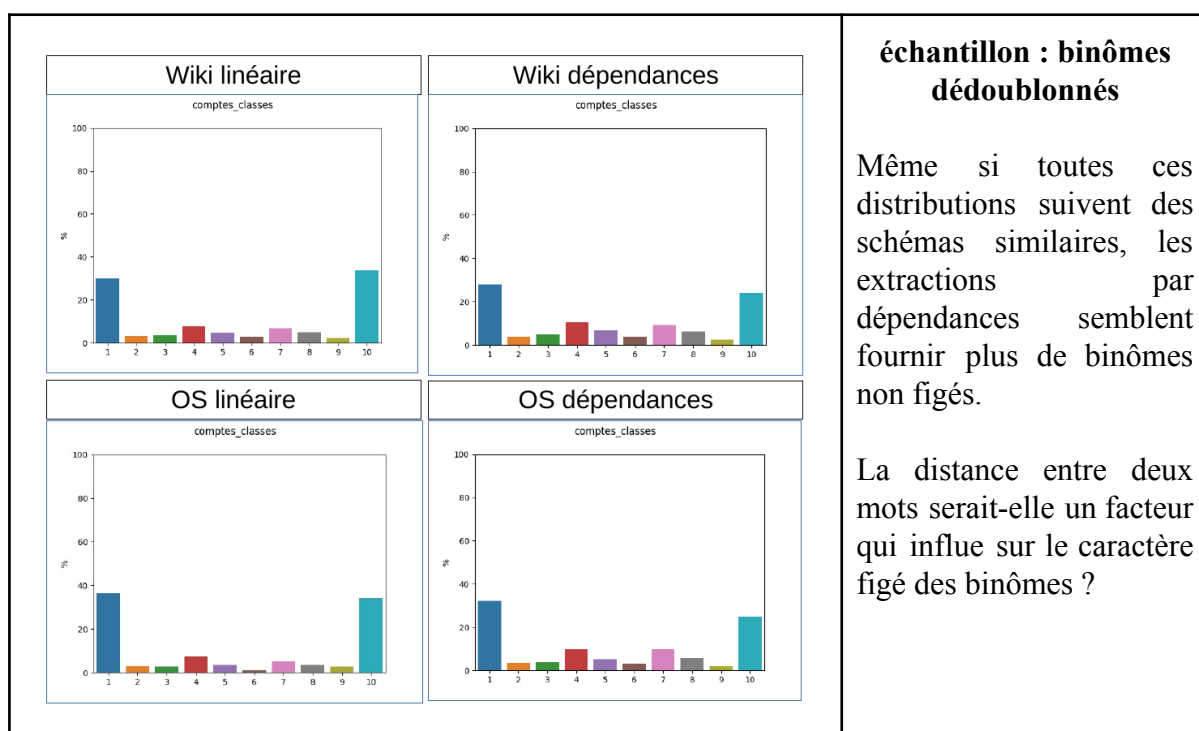 Wiki linéaire
comptes_classes
100
80
60
40
20
0
%
1 2 3 4 5 6 7 8 9 10
Wiki dépendances
comptes_classes
100
80
60
40
20
0
%
1 2 3 4 5 6 7 8 9 10
OS linéaire
comptes_classes
100
80
60
40
20
0
%
1 2 3 4 5 6 7 8 9 10
OS dépendances
comptes_classes
100
80
60
40
20
0
%
1 2 3 4 5 6 7 8 9 10
échantillon : binômes
dédoublonnés
Même si toutes ces
distributions suivent des
schémas similaires, les
extractions par
dépendances semblent
fournir plus de binômes
non figés.
La distance entre deux
mots serait-elle un facteur
qui influe sur le caractère
figé des binômes ?